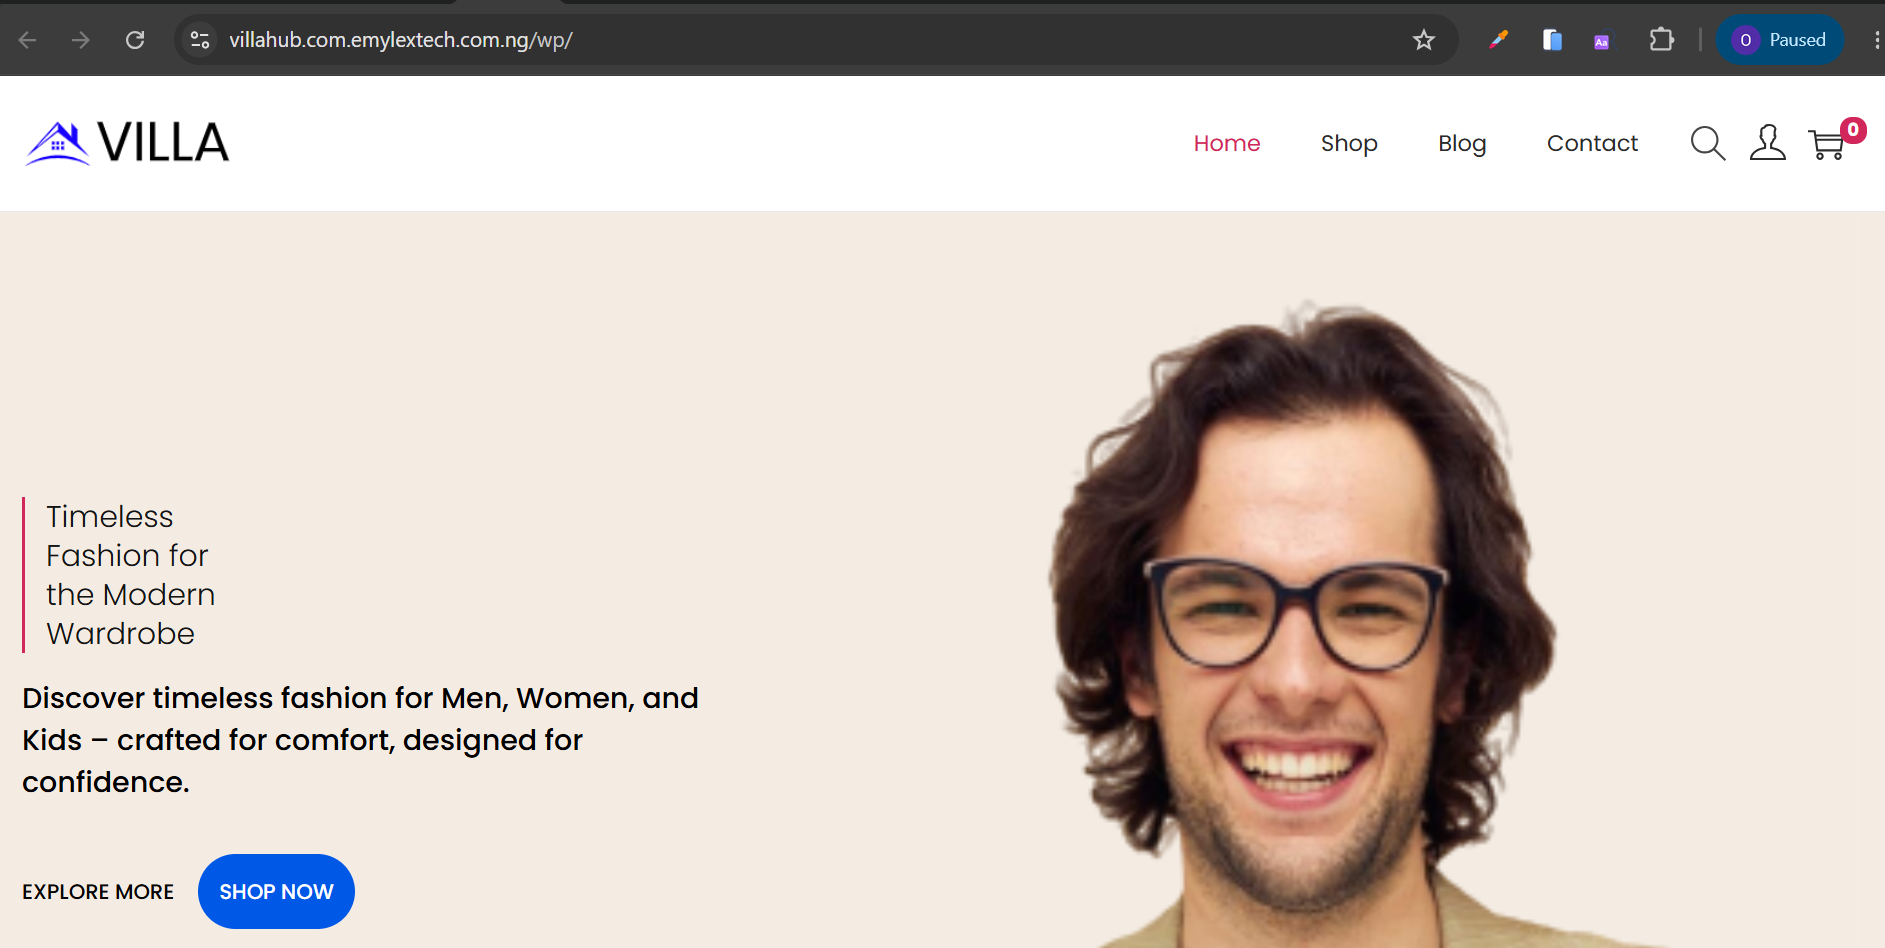 villahub.com.emylextech.com.ng/wp/
Aa
O
Paused
VILLA
Home
Shop
Blog
Contact
0
Timeless
Fashion for
the Modern
Wardrobe
Discover timeless fashion for Men, Women, and
Kids – crafted for comfort, designed for
confidence.
EXPLORE MORE
SHOP NOW